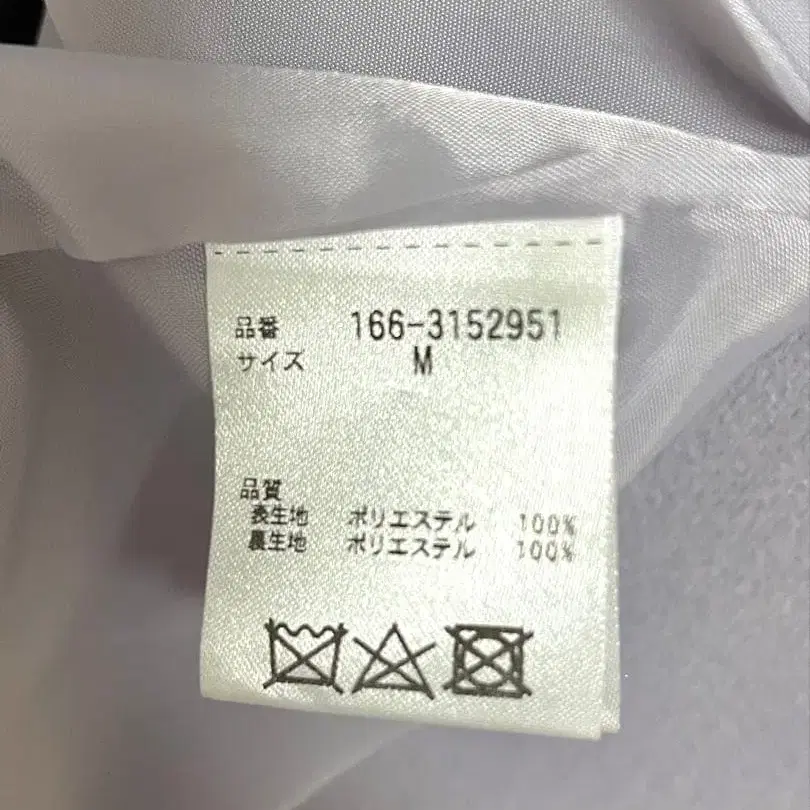 品番 166-3152951
サイズ M
品質
表生地 ポリエステル 100%
裏生地 ポリエステル 100%